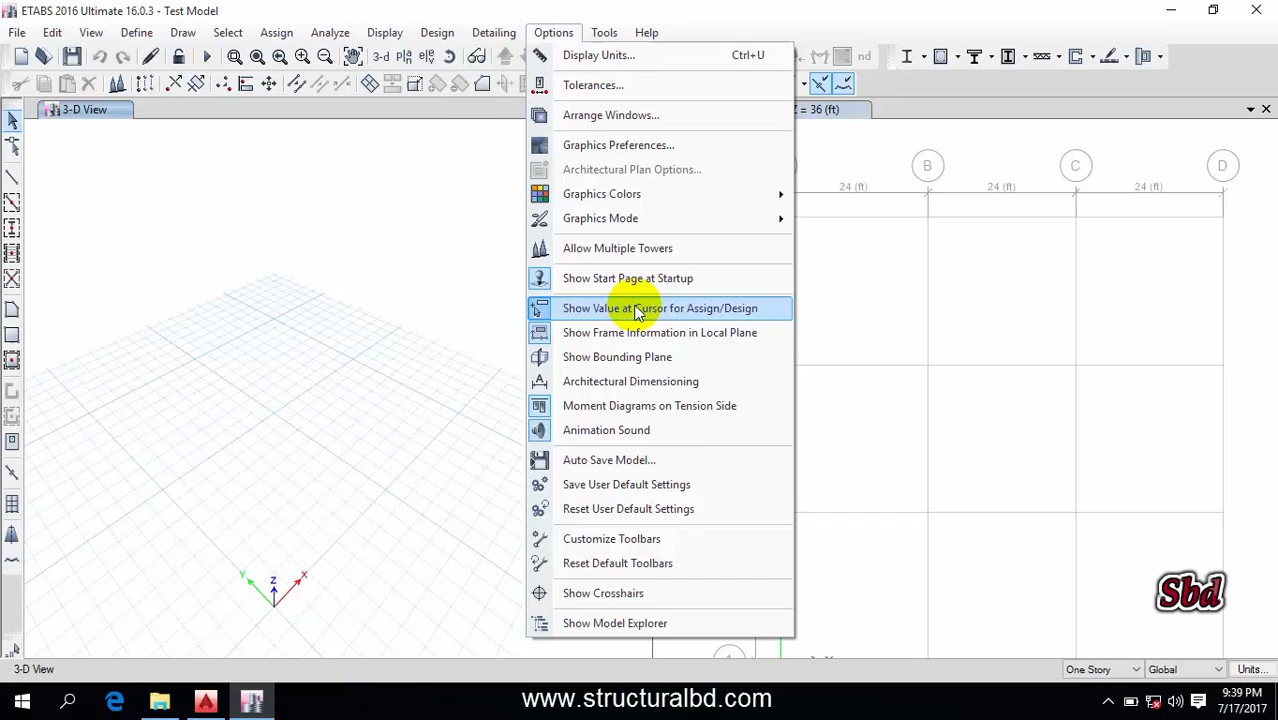 ETABS 2016 Ultimate 16.0.3 - Test Model
File Edit View Define Draw Select Assign Analyze Display Design Detailing Options Tools Help
3-D pla ele nd
3-D View
Z = 36 (ft)
Display Units... Ctrl+U
Tolerances...
Arrange Windows...
Graphics Preferences...
Architectural Plan Options...
Graphics Colors
Graphics Mode
Allow Multiple Towers
Show Start Page at Startup
Show Value at Cursor for Assign/Design
Show Frame Information in Local Plane
Show Bounding Plane
Architectural Dimensioning
Moment Diagrams on Tension Side
Animation Sound
Auto Save Model...
Save User Default Settings
Reset User Default Settings
Customize Toolbars
Reset Default Toolbars
Show Crosshairs
Show Model Explorer
B C D
24 (ft) 24 (ft) 24 (ft)
Y Z X
Sbd
3-D View One Story Global Units...
www.structuralbd.com
9:39 PM
7/17/2017